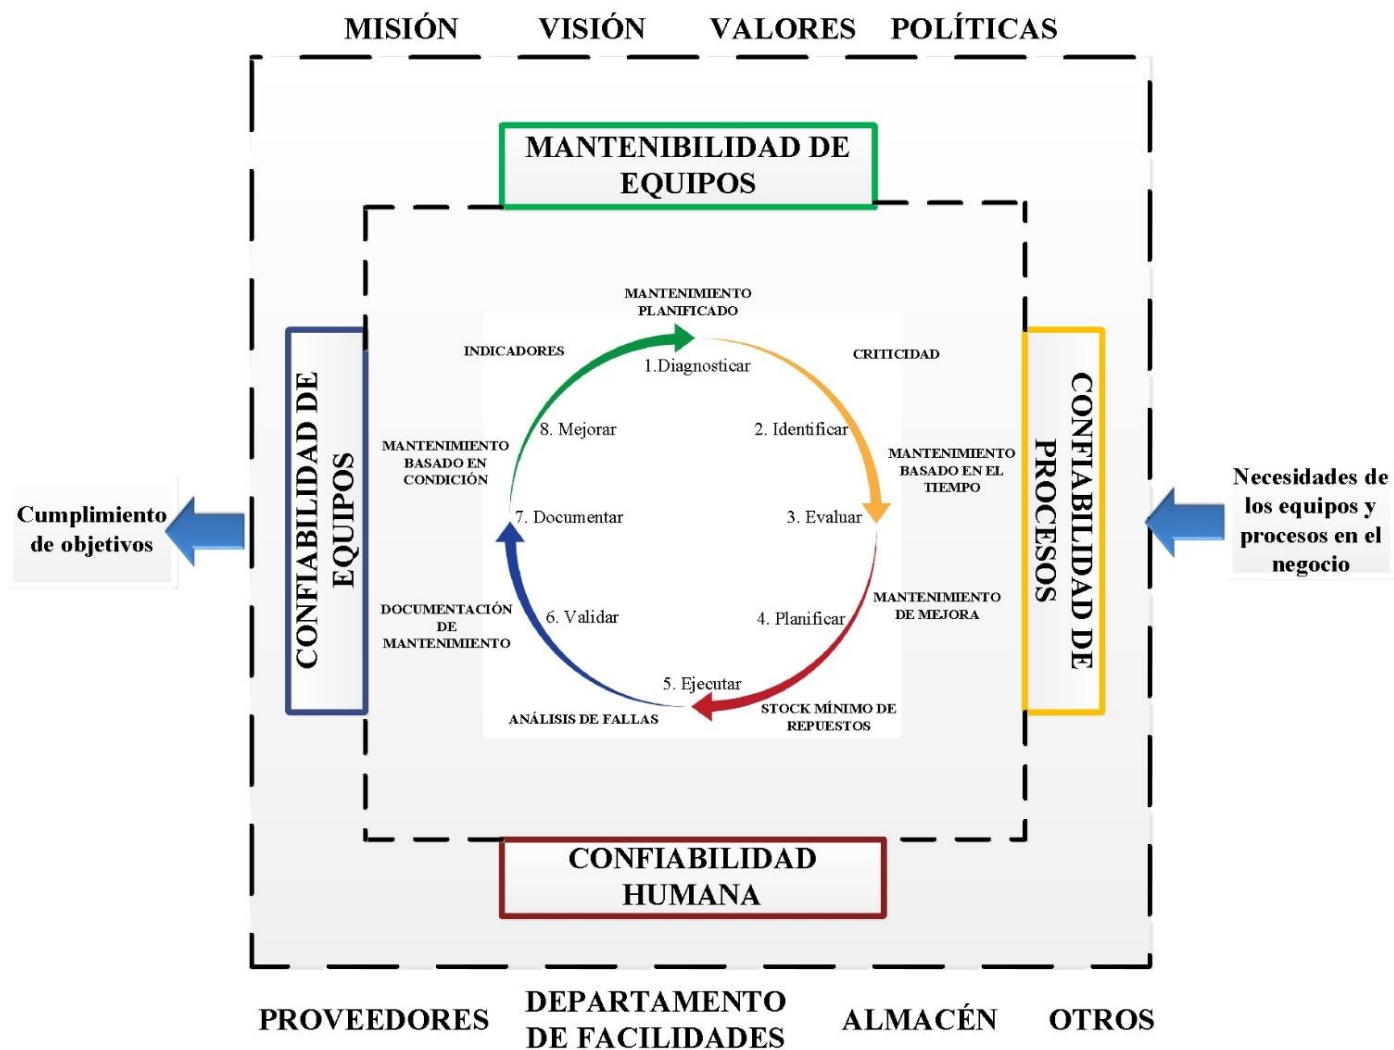 MISIÓN VISIÓN VALORES POLÍTICAS
MANTENIBILIDAD DE
EQUIPOS
MANTENIMIENTO
PLANIFICADO
INDICADORES
CRITICIDAD
1.Diagnosticar
8. Mejorar
2. Identificar
MANTENIMIENTO
BASADO EN
CONDICIÓN
MANTENIMIENTO
BASADO EN EL
TIEMPO
7. Documentar
3. Evaluar
DOCUMENTACIÓN
DE
MANTENIMIENTO
MANTENIMIENTO
DE MEJORA
6. Validar
4. Planificar
5. Ejecutar
ANÁLISIS DE FALLAS
STOCK MÍNIMO DE
REPUESTOS
CONFIABILIDAD DE
EQUIPOS
CONFIABILIDAD DE
PROCESOS
Cumplimiento
de objetivos
Necesidades de
los equipos y
procesos en el
negocio
CONFIABILIDAD
HUMANA
PROVEEDORES
DEPARTAMENTO
DE FACILIDADES
ALMACÉN
OTROS